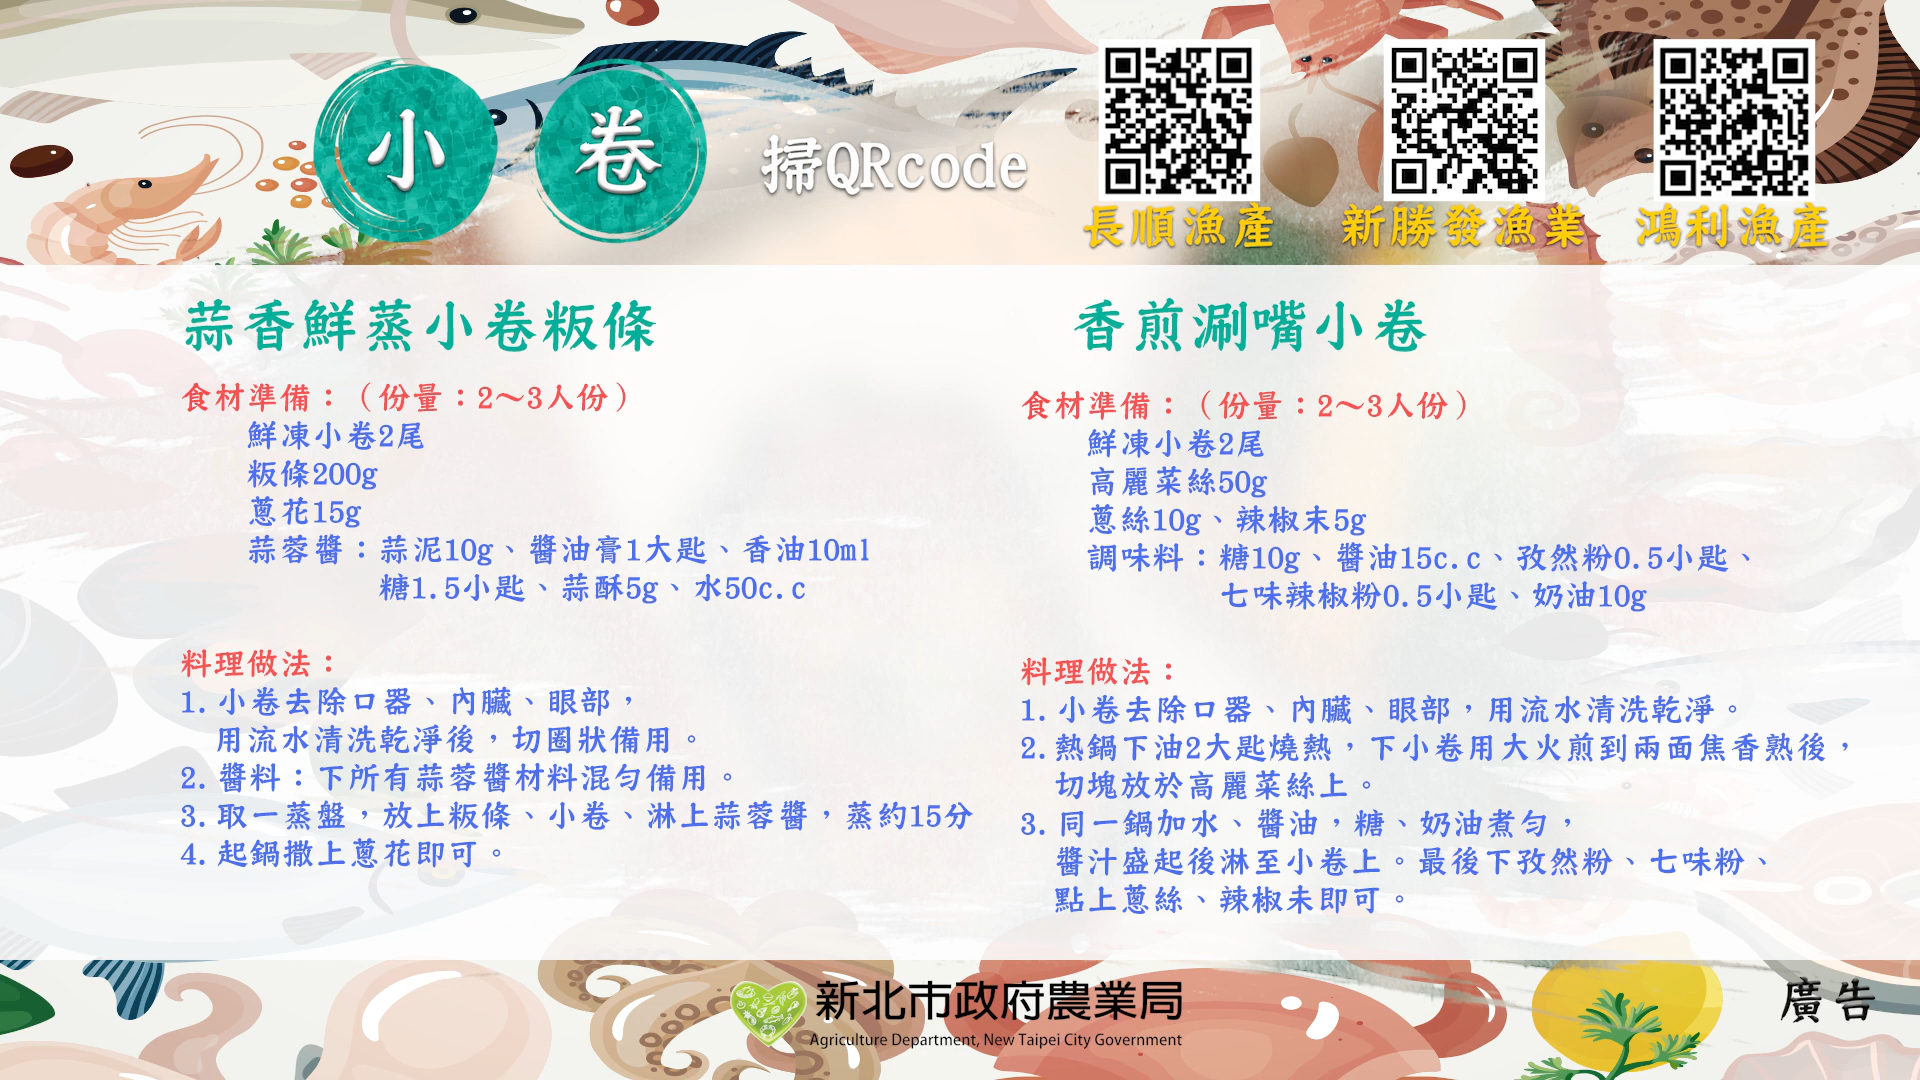 小卷
掃QRcode
長順漁產
新勝發漁業
鴻利漁產
蒜香鮮蒸小卷粄條
食材準備：（份量：2～3人份）
鮮凍小卷2尾
粄條200g
蔥花15g
蒜蓉醬：蒜泥10g、醬油膏1大匙、香油10ml
糖1.5小匙、蒜酥5g、水50c.c
料理做法：
1. 小卷去除口器、內臟、眼部，
用流水清洗乾淨後，切圈狀備用。
2. 醬料：下所有蒜蓉醬材料混勻備用。
3. 取一蒸盤，放上粄條、小卷、淋上蒜蓉醬，蒸約15分
4. 起鍋撒上蔥花即可。
香煎涮嘴小卷
食材準備：（份量：2～3人份）
鮮凍小卷2尾
高麗菜絲50g
蔥絲10g、辣椒末5g
調味料：糖10g、醬油15c.c、孜然粉0.5小匙、
七味辣椒粉0.5小匙、奶油10g
料理做法：
1. 小卷去除口器、內臟、眼部，用流水清洗乾淨。
2. 熱鍋下油2大匙燒熱，下小卷用大火煎到兩面焦香熟後，
切塊放於高麗菜絲上。
3. 同一鍋加水、醬油，糖、奶油煮勻，
醬汁盛起後淋至小卷上。最後下孜然粉、七味粉、
點上蔥絲、辣椒末即可。
新北市政府農業局
Agriculture Department, New Taipei City Government
廣告